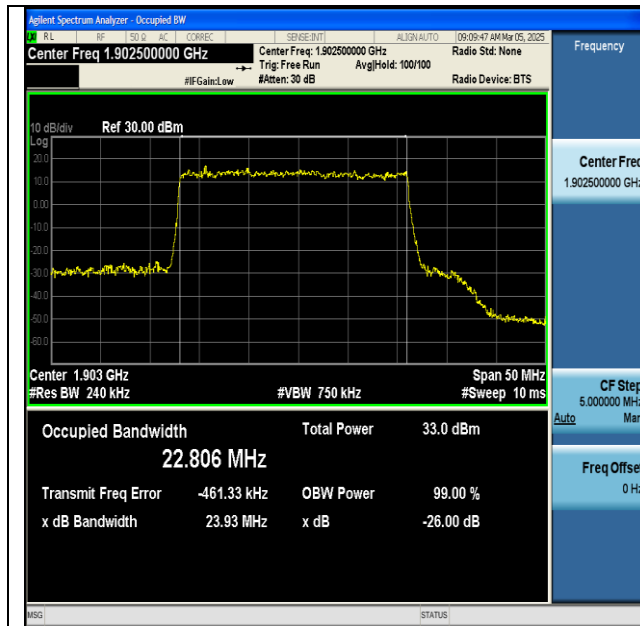 Agilent Spectrum Analyzer - Occupied BW
RL RF 50 Ω AC CORREC SENSE:INT ALIGN AUTO 09:09:47 AM Mar 05, 2025
Center Freq 1.902500000 GHz
Center Freq: 1.902500000 GHz Radio Std: None
Trig: Free Run Avg|Hold: 100/100
#IFGain:Low #Atten: 30 dB Radio Device: BTS
10 dB/div Ref 30.00 dBm
Log
20.0
10.0
0.00
-10.0
-20.0
-30.0
-40.0
-50.0
-60.0
Center 1.903 GHz Span 50 MHz
#Res BW 240 kHz #VBW 750 kHz #Sweep 10 ms
Occupied Bandwidth Total Power 33.0 dBm
22.806 MHz
Transmit Freq Error -461.33 kHz OBW Power 99.00 %
x dB Bandwidth 23.93 MHz x dB -26.00 dB
MSG STATUS
Frequency
Center Freq
1.902500000 GHz
CF Step
5.000000 MHz
Auto Man
Freq Offset
0 Hz